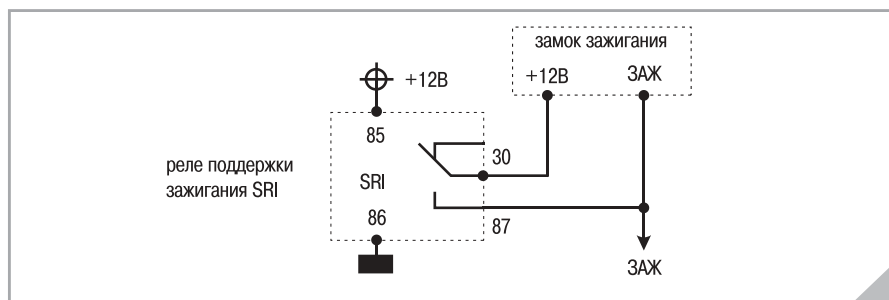 замок зажигания
+12В ЗАЖ
+12В
85
30
реле поддержки
зажигания SRI
SRI
86
87
ЗАЖ